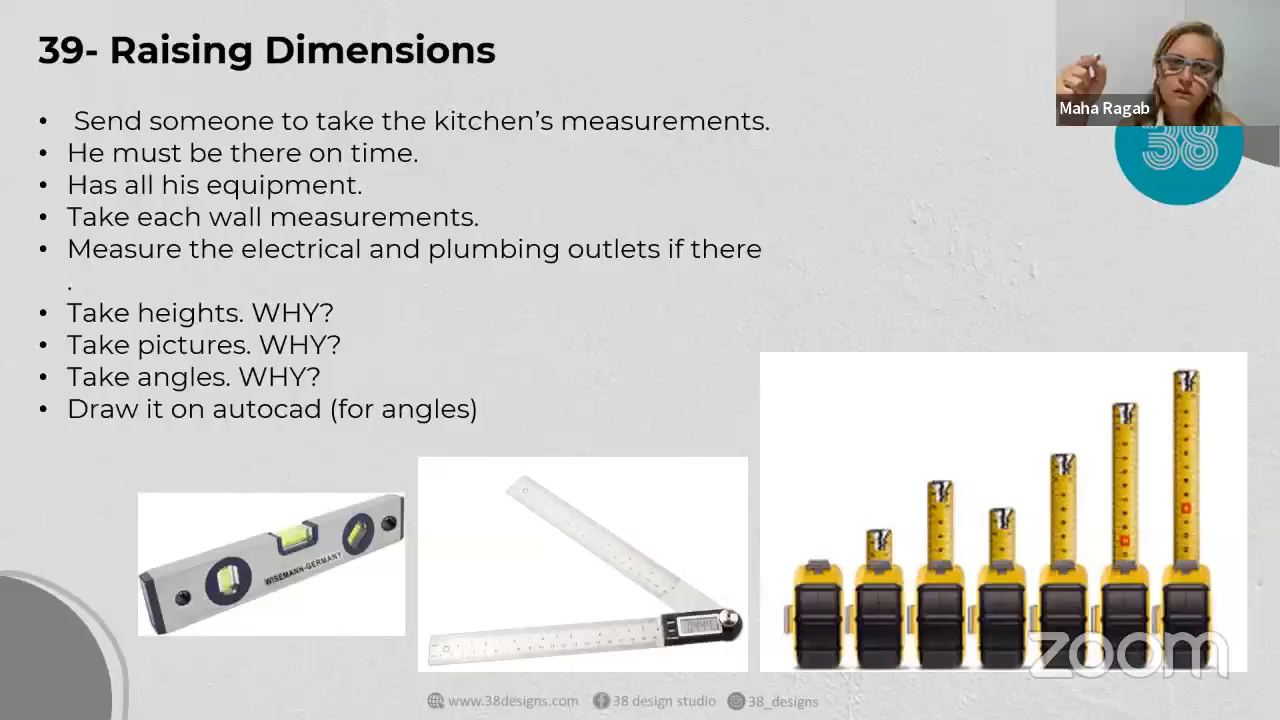 39- Raising Dimensions
Maha Ragab
38
• Send someone to take the kitchen’s measurements.
• He must be there on time.
• Has all his equipment.
• Take each wall measurements.
• Measure the electrical and plumbing outlets if there
.
• Take heights. WHY?
• Take pictures. WHY?
• Take angles. WHY?
• Draw it on autocad (for angles)
WISEMANN-GERMANY
zoom
www.38designs.com 38 design studio 38_designs